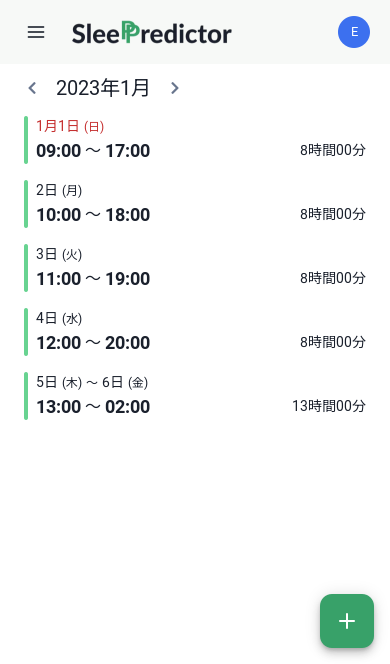 SleePPredictor
E
2023年1月
1月1日 (日)
09:00 〜 17:00 8時間00分
2日 (月)
10:00 〜 18:00 8時間00分
3日 (火)
11:00 〜 19:00 8時間00分
4日 (水)
12:00 〜 20:00 8時間00分
5日 (木) 〜 6日 (金)
13:00 〜 02:00 13時間00分